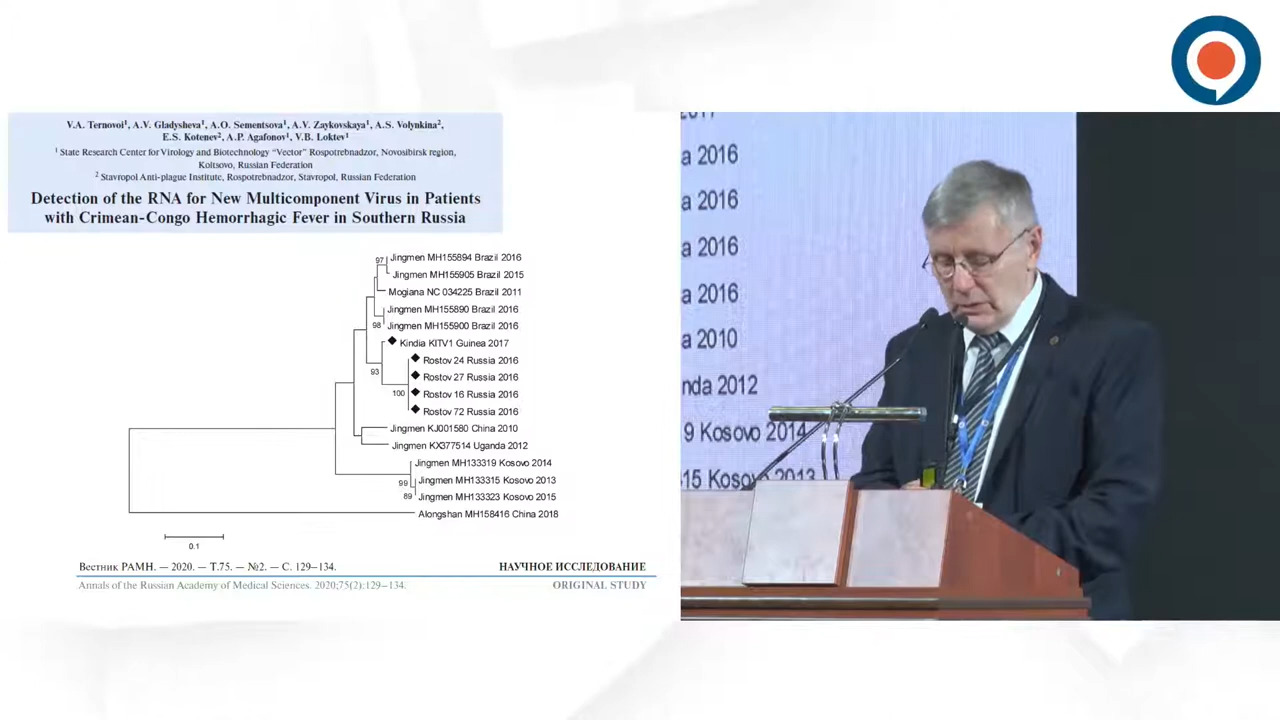 V.A. Ternovoi¹, A.V. Gladysheva¹, A.O. Sementsova¹, A.V. Zaykovskaya¹, A.S. Volynkina²,
E.S. Kotenev², A.P. Agafonov¹, V.B. Loktev¹
¹ State Research Center for Virology and Biotechnology “Vector” Rospotrebnadzor, Novosibirsk region,
Koltsovo, Russian Federation
² Stavropol Anti-plague Institute, Rospotrebnadzor, Stavropol, Russian Federation
Detection of the RNA for New Multicomponent Virus in Patients
with Crimean-Congo Hemorrhagic Fever in Southern Russia
97
Jingmen MH155894 Brazil 2016
Jingmen MH155905 Brazil 2015
Mogiana NC 034225 Brazil 2011
Jingmen MH155890 Brazil 2016
98
Jingmen MH155900 Brazil 2016
Kindia KITV1 Guinea 2017
Rostov 24 Russia 2016
93
Rostov 27 Russia 2016
100
Rostov 16 Russia 2016
Rostov 72 Russia 2016
Jingmen KJ001580 China 2010
Jingmen KX377514 Uganda 2012
Jingmen MH133319 Kosovo 2014
99
Jingmen MH133315 Kosovo 2013
89
Jingmen MH133323 Kosovo 2015
Alongshan MH158416 China 2018
0.1
Вестник РАМН. — 2020. — Т.75. — №2. — С. 129–134.
НАУЧНОЕ ИССЛЕДОВАНИЕ
Annals of the Russian Academy of Medical Sciences. 2020;75(2):129–134.
ORIGINAL STUDY
a 2016
a 2016
a 2016
a 2016
a 2010
nda 2012
9 Kosovo 2014
15 Kosovo 2013